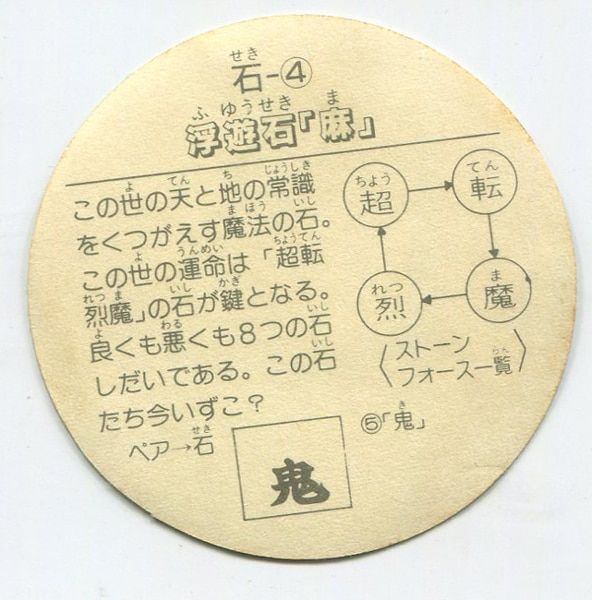 石-④
浮遊石「麻」
この世の天と地の常識
をくつがえす魔法の石。
この世の運命は「超転
烈魔」の石が鍵となる。
良くも悪くも8つの石
しだいである。この石
たち今いずこ?
ペア→石
鬼
超
転
魔
烈
〈ストーン
フォース一覧〉
⑤「鬼」